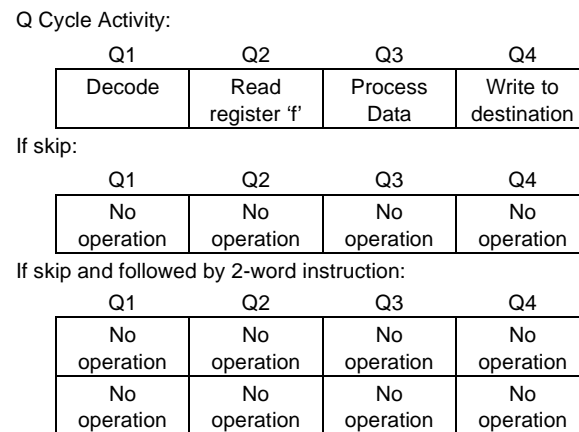 Q Cycle Activity:
Q1 Q2 Q3 Q4
Decode Read Process Write to
register ‘f’ Data destination
If skip:
Q1 Q2 Q3 Q4
No No No No
operation operation operation operation
If skip and followed by 2-word instruction:
Q1 Q2 Q3 Q4
No No No No
operation operation operation operation
No No No No
operation operation operation operation